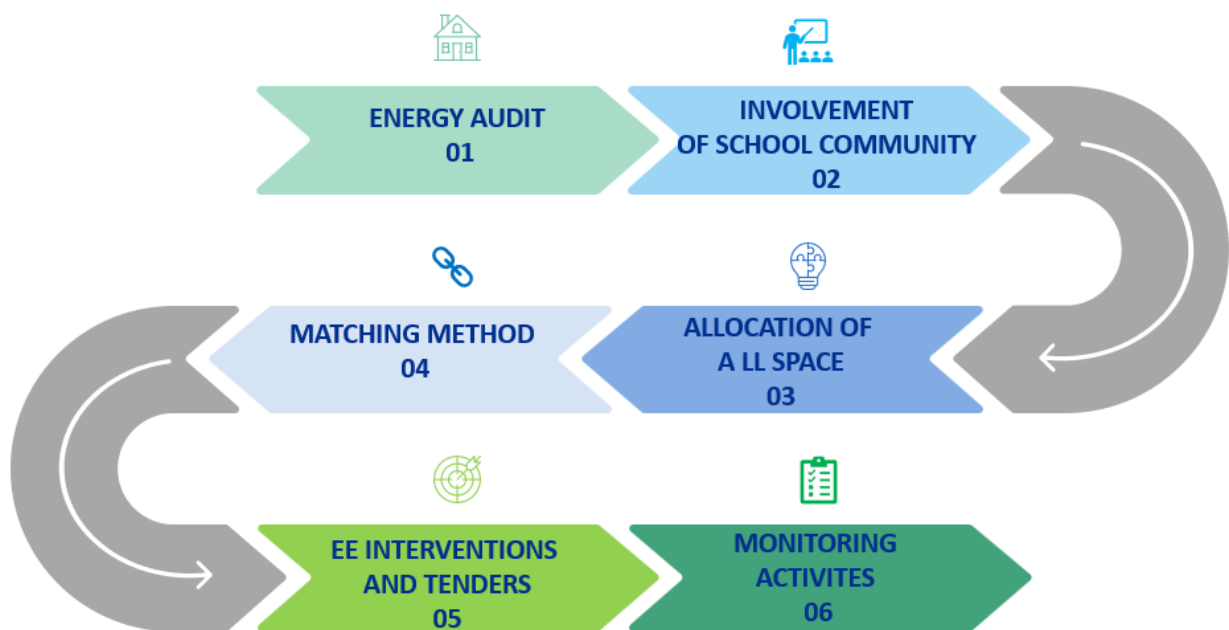 ENERGY AUDIT
01
INVOLVEMENT
OF SCHOOL COMMUNITY
02
ALLOCATION OF
A LL SPACE
03
MATCHING METHOD
04
EE INTERVENTIONS
AND TENDERS
05
MONITORING
ACTIVITES
06